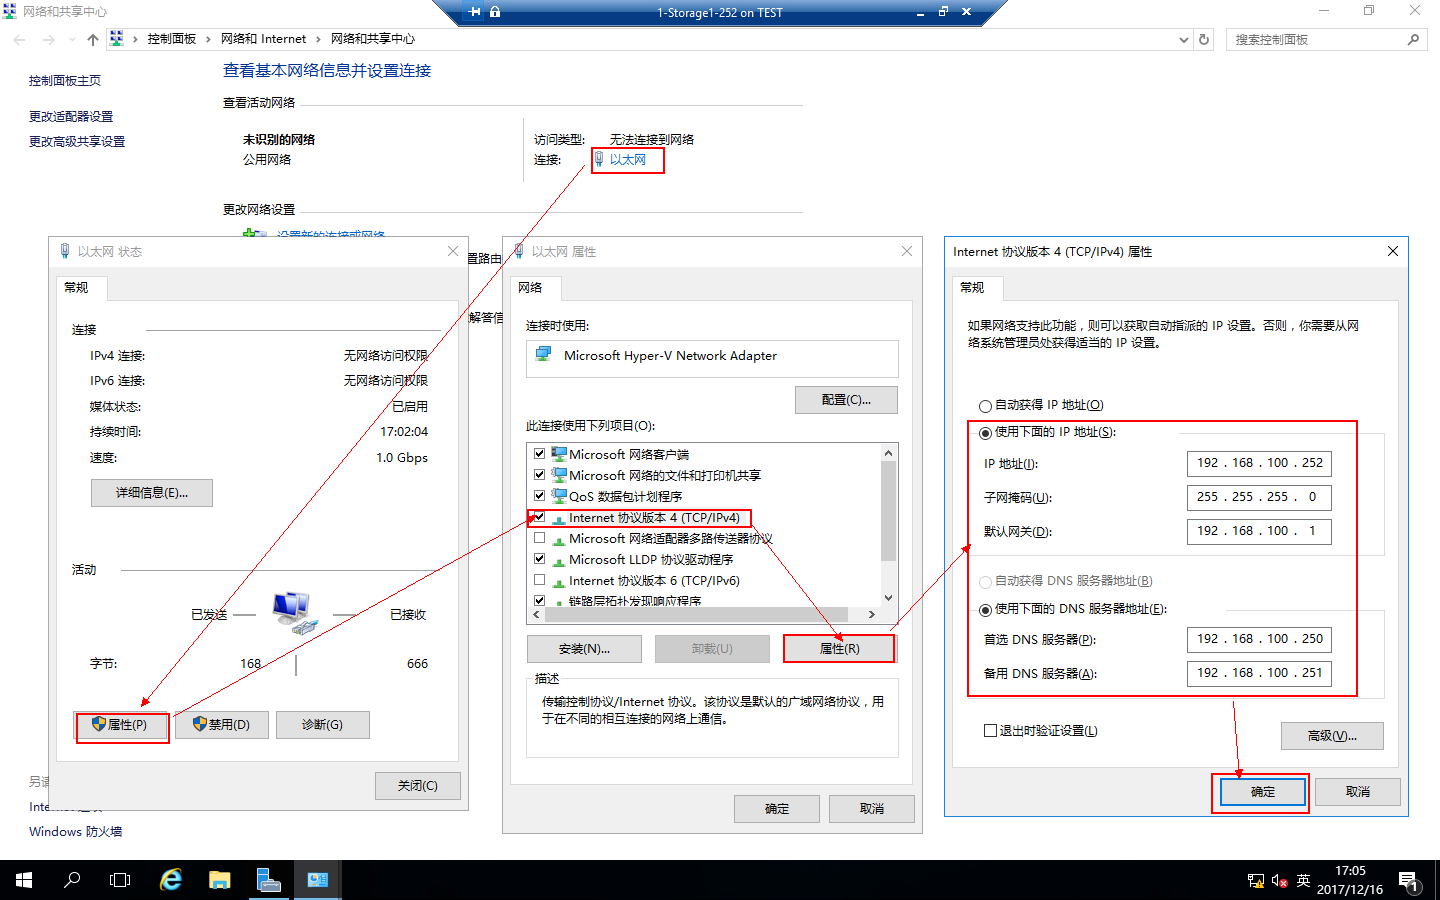 网络和共享中心
1-Storage1-252 on TEST
控制面板 › 网络和 Internet › 网络和共享中心
搜索控制面板
控制面板主页
更改适配器设置
更改高级共享设置
查看基本网络信息并设置连接
查看活动网络
未识别的网络
公用网络
访问类型: 无法连接到网络
连接: 以太网
更改网络设置
设置新的连接或网络
置路由
解答信
以太网 状态
常规
连接
IPv4 连接: 无网络访问权限
IPv6 连接: 无网络访问权限
媒体状态: 已启用
持续时间: 17:02:04
速度: 1.0 Gbps
详细信息(E)...
活动
已发送 已接收
字节: 168 666
属性(P) 禁用(D) 诊断(G)
关闭(C)
另请
Windows 防火墙
以太网 属性
网络
连接时使用:
Microsoft Hyper-V Network Adapter
配置(C)...
此连接使用下列项目(O):
Microsoft 网络客户端
Microsoft 网络的文件和打印机共享
QoS 数据包计划程序
Internet 协议版本 4 (TCP/IPv4)
Microsoft 网络适配器多路传送器协议
Microsoft LLDP 协议驱动程序
Internet 协议版本 6 (TCP/IPv6)
链路层拓扑发现响应程序
安装(N)... 卸载(U) 属性(R)
描述
传输控制协议/Internet 协议。该协议是默认的广域网络协议，用
于在不同的相互连接的网络上通信。
确定 取消
Internet 协议版本 4 (TCP/IPv4) 属性
常规
如果网络支持此功能，则可以获取自动指派的 IP 设置。否则，你需要从网
络系统管理员处获得适当的 IP 设置。
自动获得 IP 地址(O)
使用下面的 IP 地址(S):
IP 地址(I): 192 . 168 . 100 . 252
子网掩码(U): 255 . 255 . 255 . 0
默认网关(D): 192 . 168 . 100 . 1
自动获得 DNS 服务器地址(B)
使用下面的 DNS 服务器地址(E):
首选 DNS 服务器(P): 192 . 168 . 100 . 250
备用 DNS 服务器(A): 192 . 168 . 100 . 251
退出时验证设置(L)
高级(V)...
确定 取消
英
17:05
2017/12/16
1